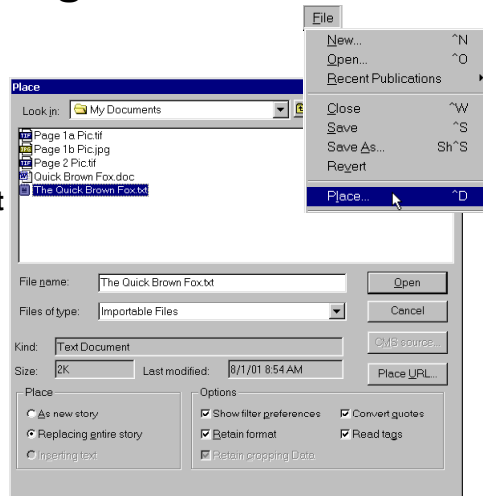 File
New... ^N
Open... ^O
Recent Publications
Close ^W
Save ^S
Save As... Sh^S
Revert
Place... ^D
Place
Look in: My Documents
Page 1a Pic.tif
Page 1b Pic.jpg
Page 2 Pic.tif
Quick Brown Fox.doc
The Quick Brown Fox.txt
File name: The Quick Brown Fox.txt Open
Files of type: Importable Files Cancel
Kind: Text Document CMS source...
Size: 2K Last modified: 8/1/01 8:54 AM Place URL...
Place Options
As new story Show filter preferences Convert quotes
Replacing entire story Retain format Read tags
Inserting text Retain cropping Data